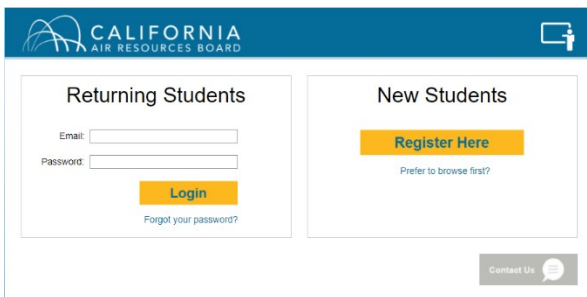 CALIFORNIA
AIR RESOURCES BOARD
Returning Students
Email:
Password:
Login
Forgot your password?
New Students
Register Here
Prefer to browse first?
Contact Us